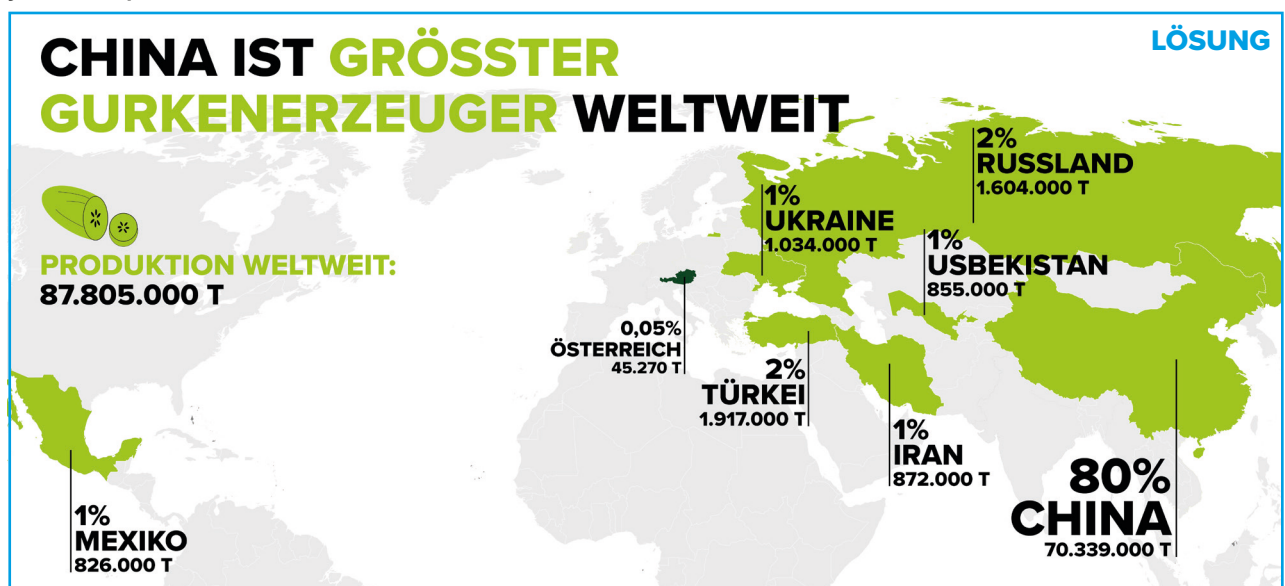 CHINA IST GRÖSSTER
GURKENERZEUGER WELTWEIT
LÖSUNG
PRODUKTION WELTWEIT:
87.805.000 T
2%
RUSSLAND
1.604.000 T
1%
UKRAINE
1.034.000 T
1%
USBEKISTAN
855.000 T
0,05%
ÖSTERREICH
45.270 T
2%
TÜRKEI
1.917.000 T
1%
IRAN
872.000 T
80%
CHINA
70.339.000 T
1%
MEXIKO
826.000 T